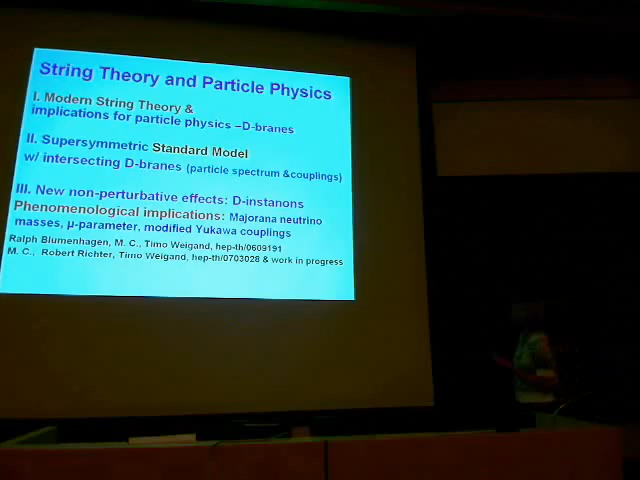 String Theory and Particle Physics
I. Modern String Theory &
implications for particle physics –D-branes
II. Supersymmetric Standard Model
w/ intersecting D-branes (particle spectrum &couplings)
III. New non-perturbative effects: D-instanons
Phenomenological implications: Majorana neutrino
masses, μ-parameter, modified Yukawa couplings
Ralph Blumenhagen, M. C., Timo Weigand, hep-th/0609191
M. C., Robert Richter, Timo Weigand, hep-th/0703028 & work in progress